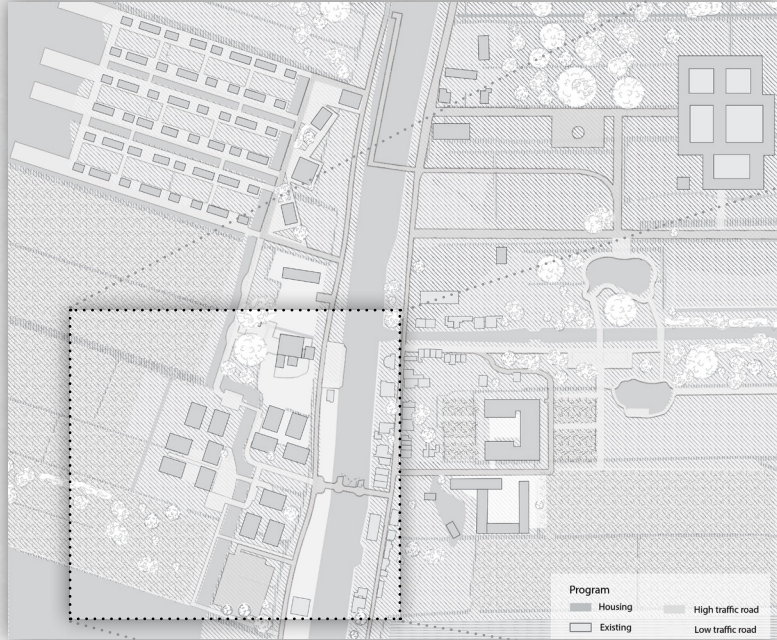 Program
Housing
High traffic road
Existing
Low traffic road